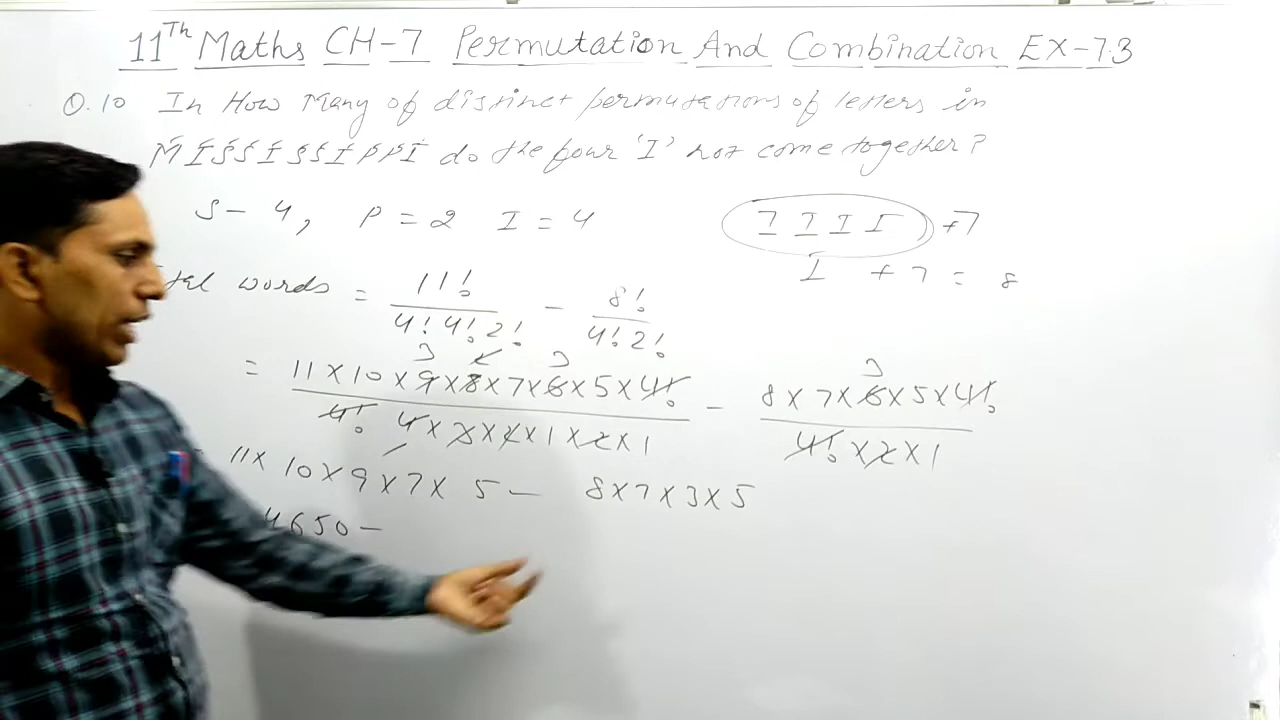 11Th Maths CH-7 Permutation And Combination EX-7.3
Q.10 In How Many of distinct permutations of letters in
MISSISSIPPI do the four 'I' not come together?
S - 4, P = 2 I = 4
I I I I +7
I + 7 = 8
words = 11! / 4! 4! 2! - 8! / 4! 2!
= 11 × 10 × 9 × 8 × 7 × 6 × 5 × 4! / 4! 4 × 3 × 2 × 1 × 2 × 1 - 8 × 7 × 6 × 5 × 4! / 4! × 2 × 1
11 × 10 × 9 × 7 × 5 - 8 × 7 × 3 × 5
4650 -